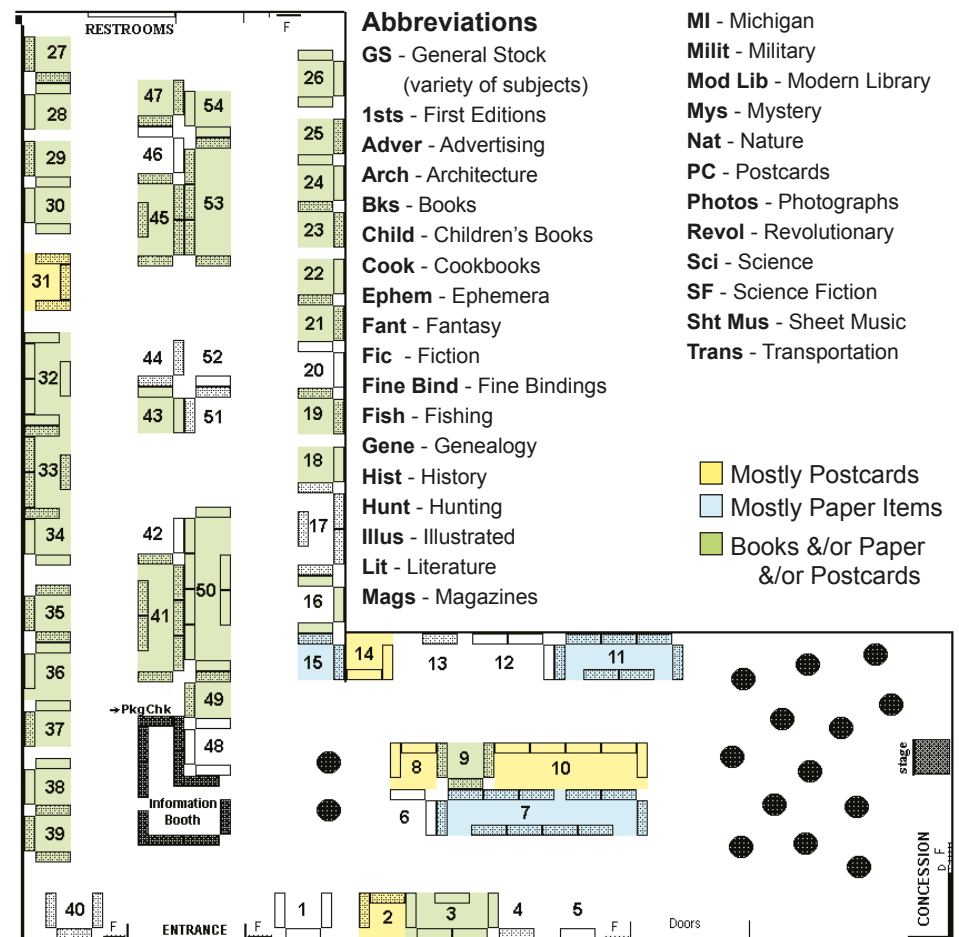 RESTROOMS
F
Abbreviations
GS - General Stock
(variety of subjects)
1sts - First Editions
Adver - Advertising
Arch - Architecture
Bks - Books
Child - Children's Books
Cook - Cookbooks
Ephem - Ephemera
Fant - Fantasy
Fic - Fiction
Fine Bind - Fine Bindings
Fish - Fishing
Gene - Genealogy
Hist - History
Hunt - Hunting
Illus - Illustrated
Lit - Literature
Mags - Magazines
MI - Michigan
Milit - Military
Mod Lib - Modern Library
Mys - Mystery
Nat - Nature
PC - Postcards
Photos - Photographs
Revol - Revolutionary
Sci - Science
SF - Science Fiction
Sht Mus - Sheet Music
Trans - Transportation
Mostly Postcards
Mostly Paper Items
Books &/or Paper
&/or Postcards
27
28
29
30
31
32
33
34
35
36
37
38
39
40
47
54
46
45
53
44
52
43
51
42
50
41
49
→PkgChk
48
Information
Booth
26
25
24
23
22
21
20
19
18
17
16
15
14
13
12
11
8
9
10
6
7
stage
CONCESSION
D F
F
ENTRANCE
F
1
2
3
4
5
F
Doors